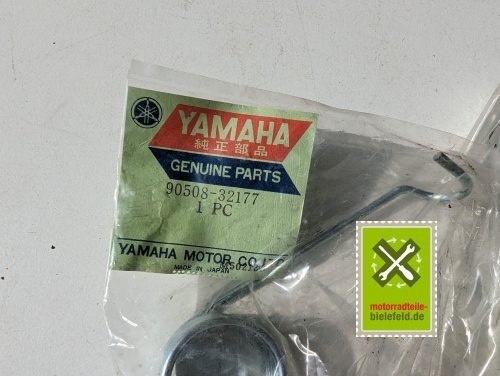 YAMAHA
純正部品
GENUINE PARTS
90508-32177
1 PC
YAMAHA MOTOR CO.,LTD.
MADE IN JAPAN
motorradteile-
bielefeld.de